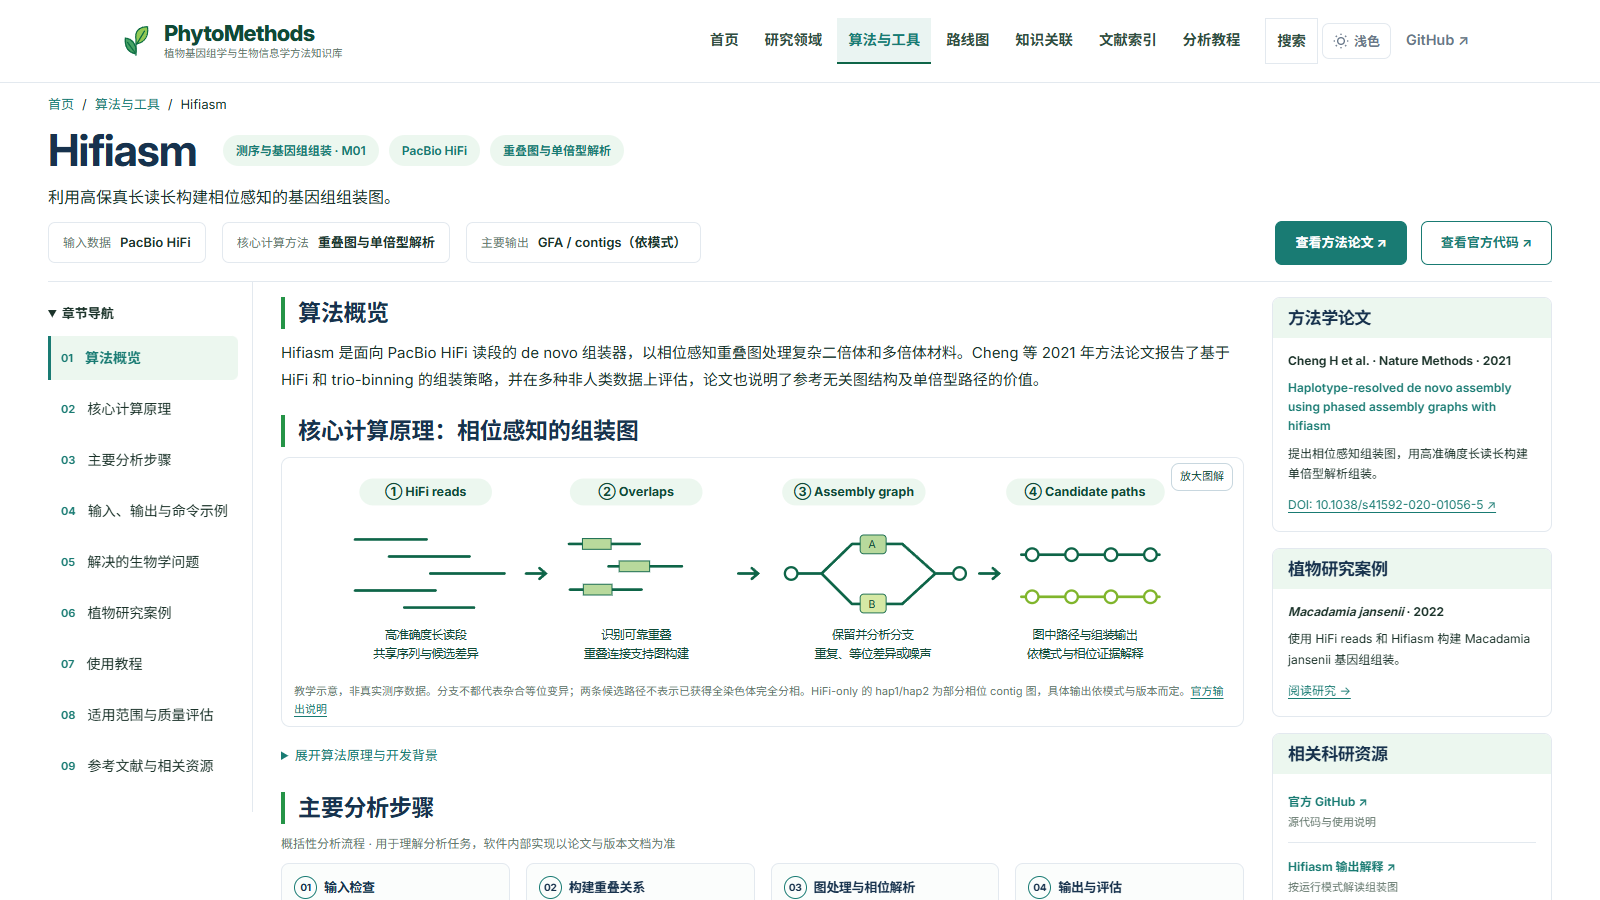 PhytoMethods
植物基因组学与生物信息学方法知识库
首页 研究领域 算法与工具 路线图 知识关联 文献索引 分析教程 搜索 浅色 GitHub ↗
首页 / 算法与工具 / Hifiasm
Hifiasm 测序与基因组组装 · M01 PacBio HiFi 重叠图与单倍型解析
利用高保真长读长构建相位感知的基因组组装图。
输入数据 PacBio HiFi 核心计算方法 重叠图与单倍型解析 主要输出 GFA / contigs（依模式） 查看方法论文 ↗ 查看官方代码 ↗
▼ 章节导航
01 算法概览
02 核心计算原理
03 主要分析步骤
04 输入、输出与命令示例
05 解决的生物学问题
06 植物研究案例
07 使用教程
08 适用范围与质量评估
09 参考文献与相关资源
算法概览
Hifiasm 是面向 PacBio HiFi 读段的 de novo 组装器，以相位感知重叠图处理复杂二倍体和多倍体材料。Cheng 等 2021 年方法论文报告了基于
HiFi 和 trio-binning 的组装策略，并在多种非人类数据上评估，论文也说明了参考无关图结构及单倍型路径的价值。
核心计算原理：相位感知的组装图
放大图解
① HiFi reads ② Overlaps ③ Assembly graph ④ Candidate paths
A
B
高准确度长读段 识别可靠重叠 保留并分析分支 图中路径与组装输出
共享序列与候选差异 重叠连接支持图构建 重复、等位差异或噪声 依模式与相位证据解释
教学示意，非真实测序数据。分支不都代表杂合等位变异；两条候选路径不表示已获得全染色体完全分相。HiFi-only 的 hap1/hap2 为部分相位 contig 图，具体输出依模式与版本而定。官方输
出说明
▶ 展开算法原理与开发背景
主要分析步骤
概括性分析流程 · 用于理解分析任务，软件内部实现以论文与版本文档为准
01 输入检查 02 构建重叠关系 03 图处理与相位解析 04 输出与评估
方法学论文
Cheng H et al. · Nature Methods · 2021
Haplotype-resolved de novo assembly
using phased assembly graphs with
hifiasm
提出相位感知组装图，用高准确度长读长构建
单倍型解析组装。
DOI: 10.1038/s41592-020-01056-5 ↗
植物研究案例
Macadamia jansenii · 2022
使用 HiFi reads 和 Hifiasm 构建 Macadamia
jansenii 基因组组装。
阅读研究 →
相关科研资源
官方 GitHub ↗
源代码与使用说明
Hifiasm 输出解释 ↗
按运行模式解读组装图